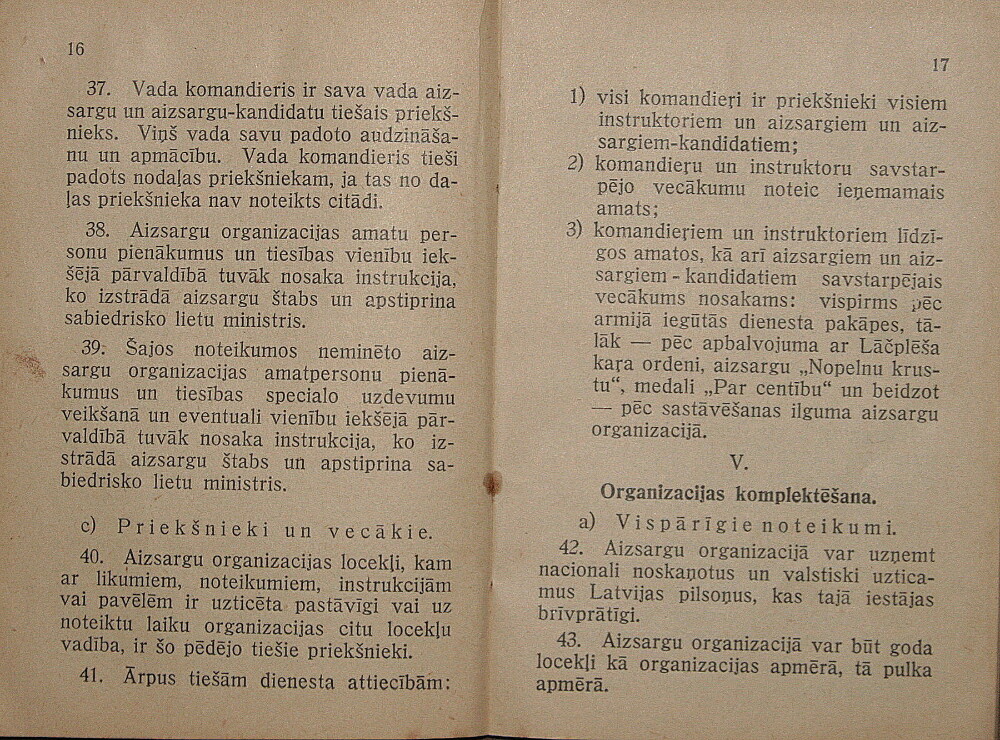 16
37. Vada komandieris ir sava vada aiz-
sargu un aizsargu-kandidatu tiešais priekš-
nieks. Viņš vada savu padoto audzināša-
nu un apmācību. Vada komandieris tieši
padots nodaļas priekšniekam, ja tas no da-
ļas priekšnieka nav noteikts citādi.
38. Aizsargu organizacijas amatu per-
sonu pienākumus un tiesības vienību iek-
šējā pārvaldībā tuvāk nosaka instrukcija,
ko izstrādā aizsargu štabs un apstiprina
sabiedrisko lietu ministris.
39. Šajos noteikumos neminēto aiz-
sargu organizacijas amatpersonu pienā-
kumus un tiesības specialo uzdevumu
veikšanā un eventuali vienību iekšējā pār-
valdībā tuvāk nosaka instrukcija, ko iz-
strādā aizsargu štabs un apstiprina sa-
biedrisko lietu ministris.
c) Priekšnieki un vecākie.
40. Aizsargu organizacijas locekļi, kam
ar likumiem, noteikumiem, instrukcijām
vai pavēlēm ir uzticēta pastāvīgi vai uz
noteiktu laiku organizacijas citu locekļu
vadība, ir šo pēdējo tiešie priekšnieki.
41. Ārpus tiešām dienesta attiecībām:
17
1) visi komandieŗi ir priekšnieki visiem
instruktoriem un aizsargiem un aiz-
sargiem-kandidatiem;
2) komandieŗu un instruktoru savstar-
pējo vecākumu noteic ieņemamais
amats;
3) komandieŗiem un instruktoriem līdzī-
gos amatos, kā arī aizsargiem un aiz-
sargiem - kandidatiem savstarpējais
vecākums nosakams: vispirms pēc
armijā iegūtās dienesta pakāpes, tā-
lāk — pēc apbalvojuma ar Lāčplēša
kaŗa ordeni, aizsargu „Nopelnu krus-
tu“, medali „Par centību“ un beidzot
— pēc sastāvēšanas ilguma aizsargu
organizacijā.
V.
Organizacijas komplektēšana.
a) Vispārīgie noteikumi.
42. Aizsargu organizacijā var uzņemt
nacionali noskaņotus un valstiski uztica-
mus Latvijas pilsoņus, kas tajā iestājas
brīvprātīgi.
43. Aizsargu organizacijā var būt goda
locekļi kā organizacijas apmērā, tā pulka
apmērā.